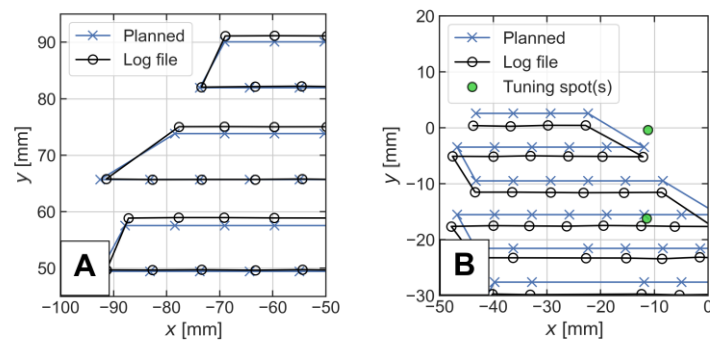 90
80
70
60
50
y [mm]
Planned
Log file
A
−100 −90 −80 −70 −60 −50
x [mm]
20
10
0
−10
−20
−30
y [mm]
Planned
Log file
Tuning spot(s)
B
−50 −40 −30 −20 −10 0
x [mm]